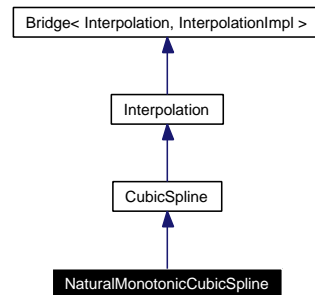 Bridge< Interpolation, InterpolationImpl >
Interpolation
CubicSpline
NaturalMonotonicCubicSpline